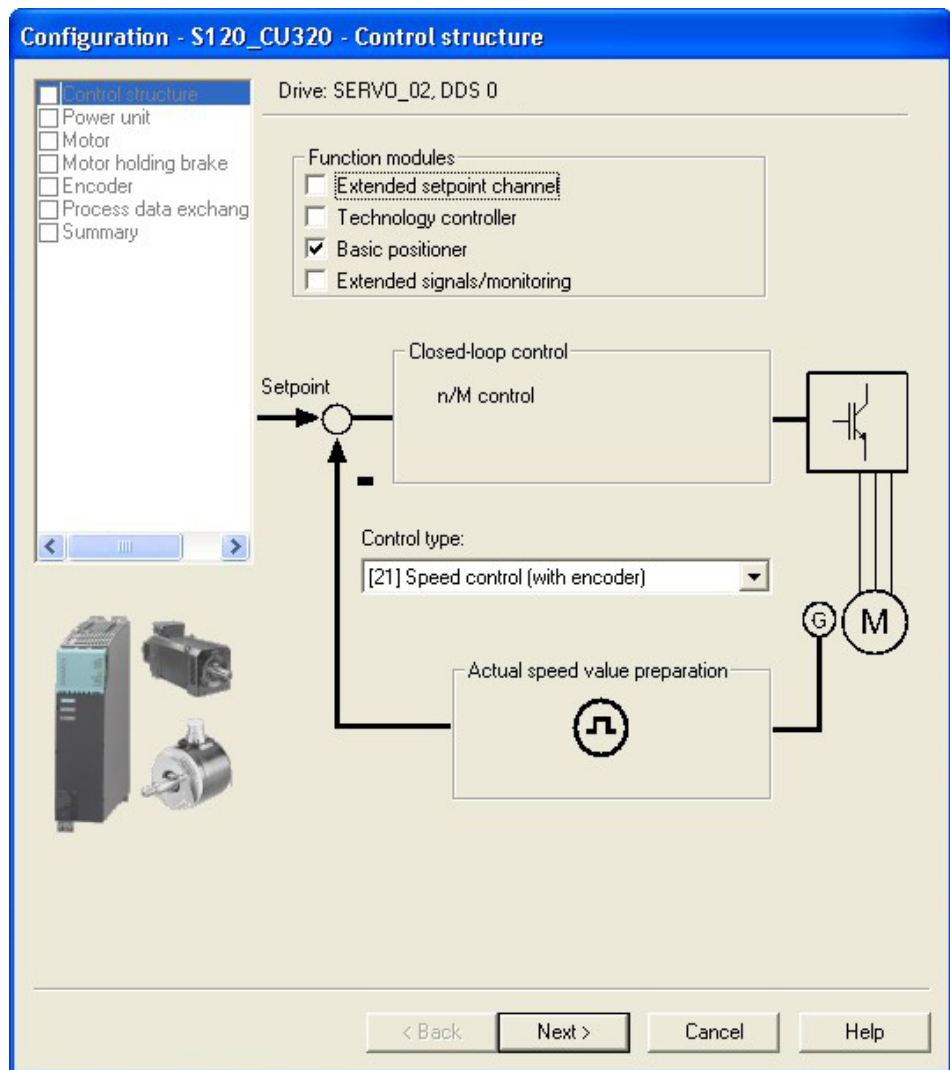 Configuration - S120_CU320 - Control structure
Control structure
Power unit
Motor
Motor holding brake
Encoder
Process data exchang
Summary
Drive: SERVO_02, DDS 0
Function modules
Extended setpoint channel
Technology controller
Basic positioner
Extended signals/monitoring
Closed-loop control
n/M control
Setpoint
Control type:
[21] Speed control (with encoder)
G
M
Actual speed value preparation
< Back
Next >
Cancel
Help